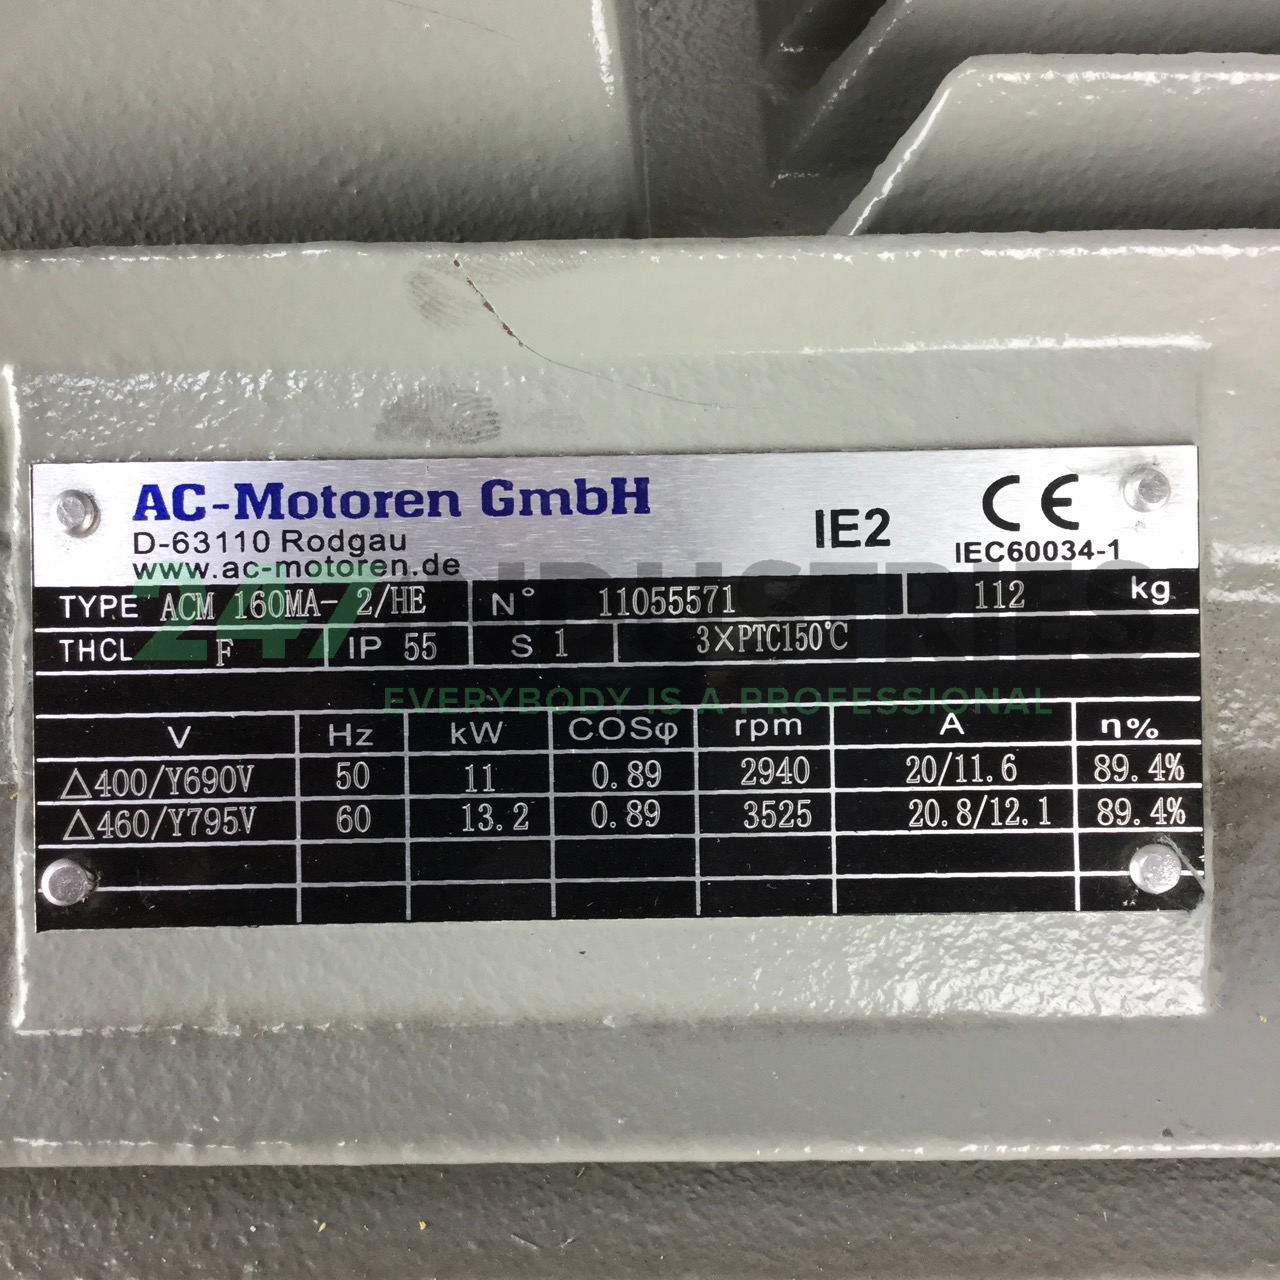 AC-Motoren GmbH
D-63110 Rodgau
www.ac-motoren.de
IE2
CE
IEC60034-1
TYPE ACM 160MA- 2/HE N° 11055571 112 kg
THCL F IP 55 S 1 3×PTC150℃
247 INDUSTRIES
EVERYBODY IS A PROFESSIONAL
V Hz kW COSφ rpm A η%
△400/Y690V 50 11 0.89 2940 20/11.6 89.4%
△460/Y795V 60 13.2 0.89 3525 20.8/12.1 89.4%